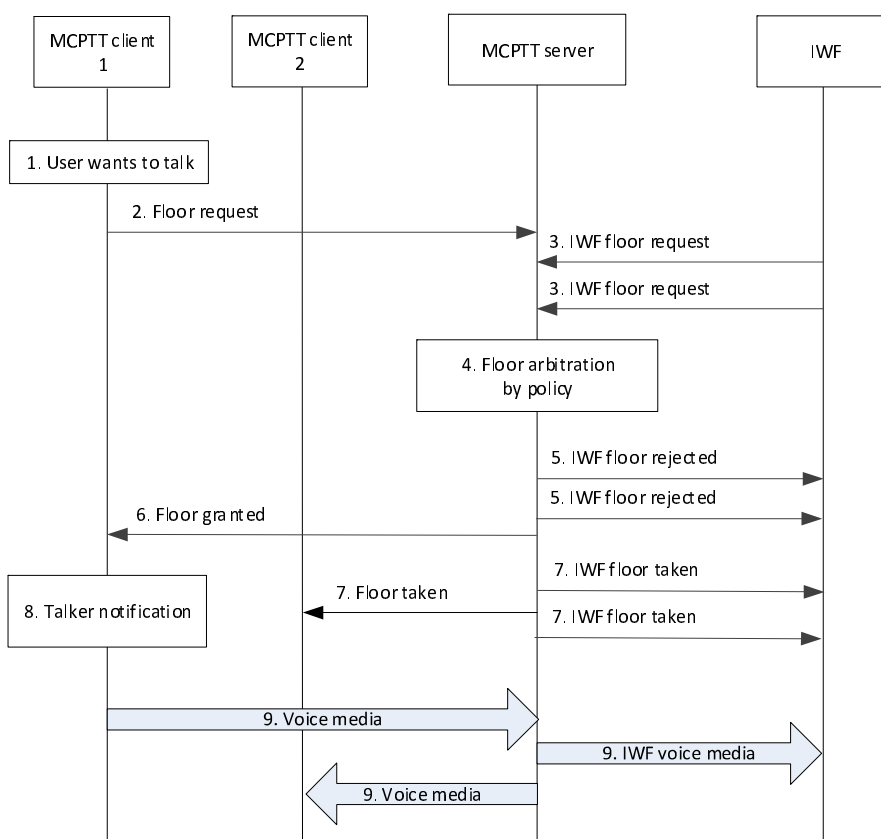 MCPTT client
1
MCPTT client
2
MCPTT server
IWF
1. User wants to talk
2. Floor request
3. IWF floor request
3. IWF floor request
4. Floor arbitration
by policy
5. IWF floor rejected
5. IWF floor rejected
6. Floor granted
7. IWF floor taken
7. Floor taken
8. Talker notification
7. IWF floor taken
9. Voice media
9. IWF voice media
9. Voice media